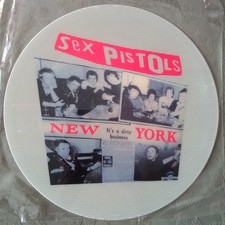 SEX PISTOLS
NEW It's a dirty YORK
business